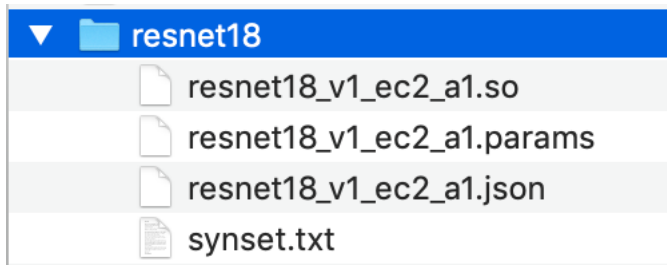 resnet18
resnet18_v1_ec2_a1.so
resnet18_v1_ec2_a1.params
resnet18_v1_ec2_a1.json
synset.txt